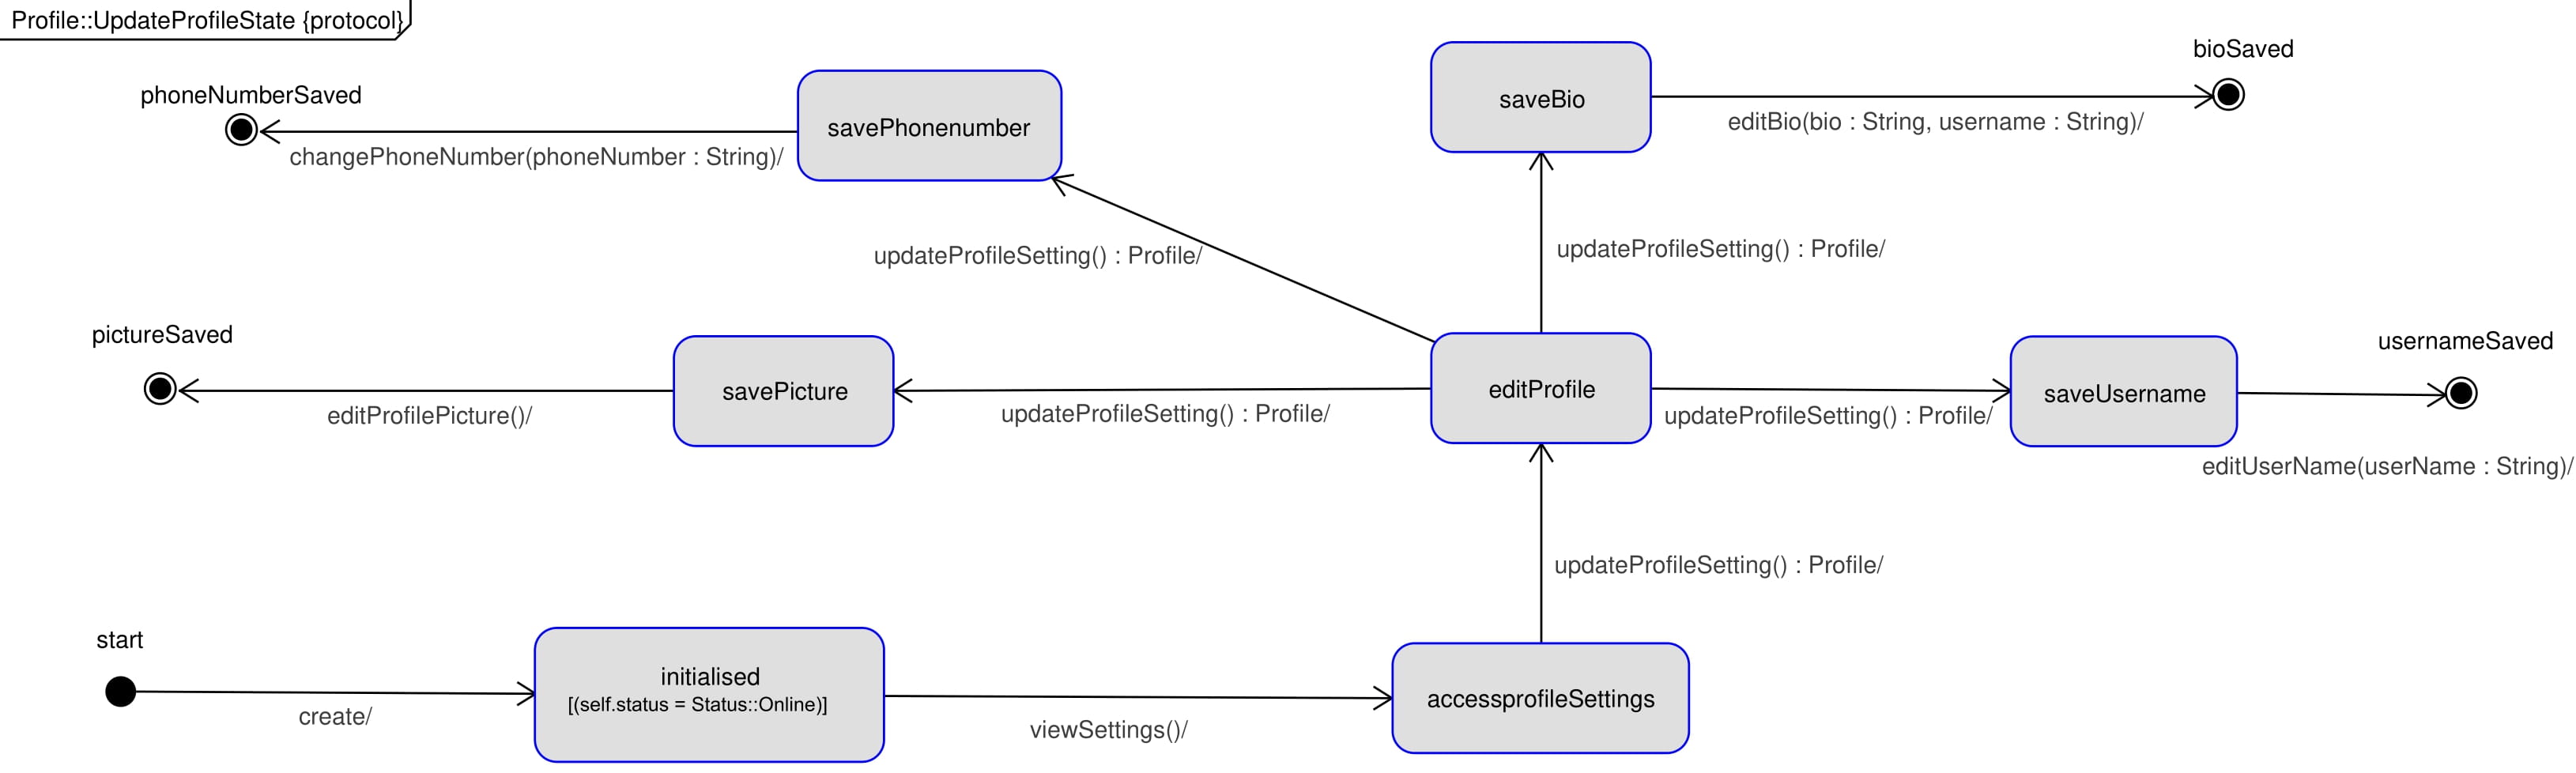 Profile::UpdateProfileState {protocol}
bioSaved
phoneNumberSaved
saveBio
savePhonenumber
editBio(bio : String, username : String)/
changePhoneNumber(phoneNumber : String)/
updateProfileSetting() : Profile/
updateProfileSetting() : Profile/
pictureSaved
usernameSaved
savePicture
editProfile
saveUsername
editProfilePicture()/
updateProfileSetting() : Profile/
updateProfileSetting() : Profile/
editUserName(userName : String)/
updateProfileSetting() : Profile/
start
initialised
[(self.status = Status::Online)]
accessprofileSettings
create/
viewSettings()/